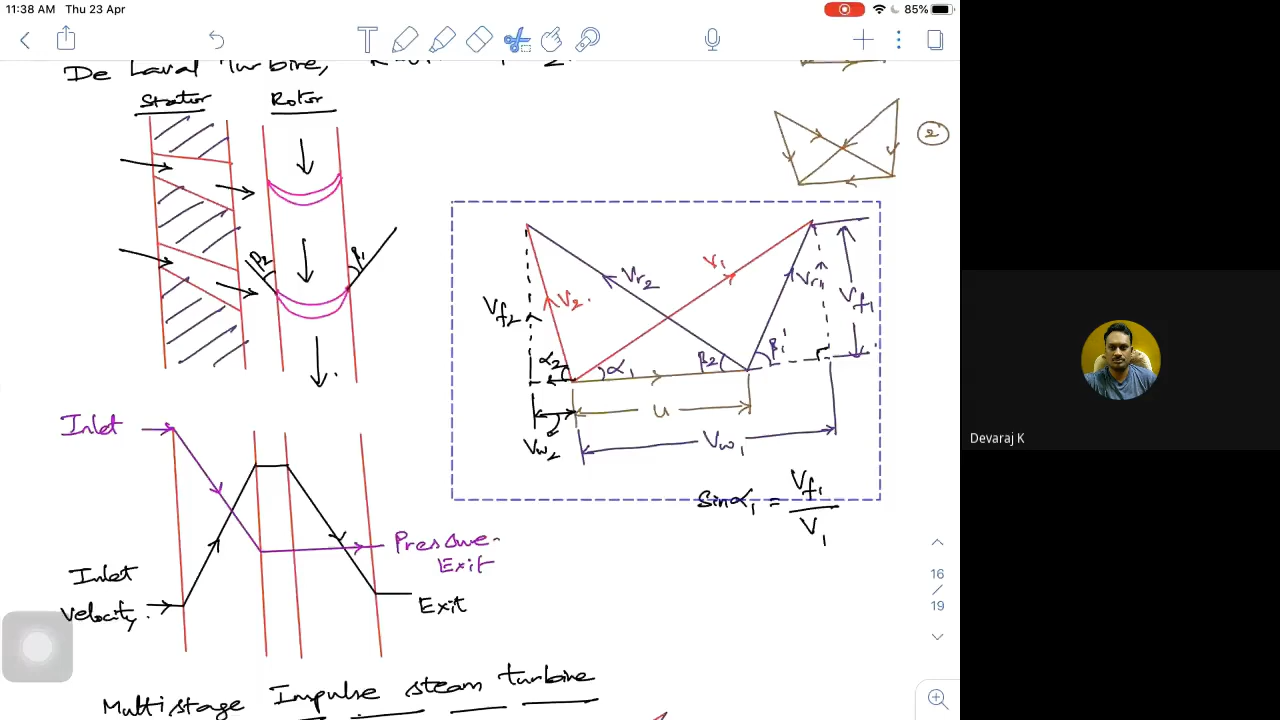 11:38 AM Thu 23 Apr
85%
De Laval turbine,
Stator
Rotor
β2
β1
2
Vr2
V1
Vr1
Vf1
Vf2
V2
α2
α1
β2
β1
u
Vw2
Vw1
Sinα1 = Vf1
V1
Inlet
Pressure
Exit
Inlet
Velocity
Exit
Multistage Impulse steam turbine
16
/
19
Devaraj K